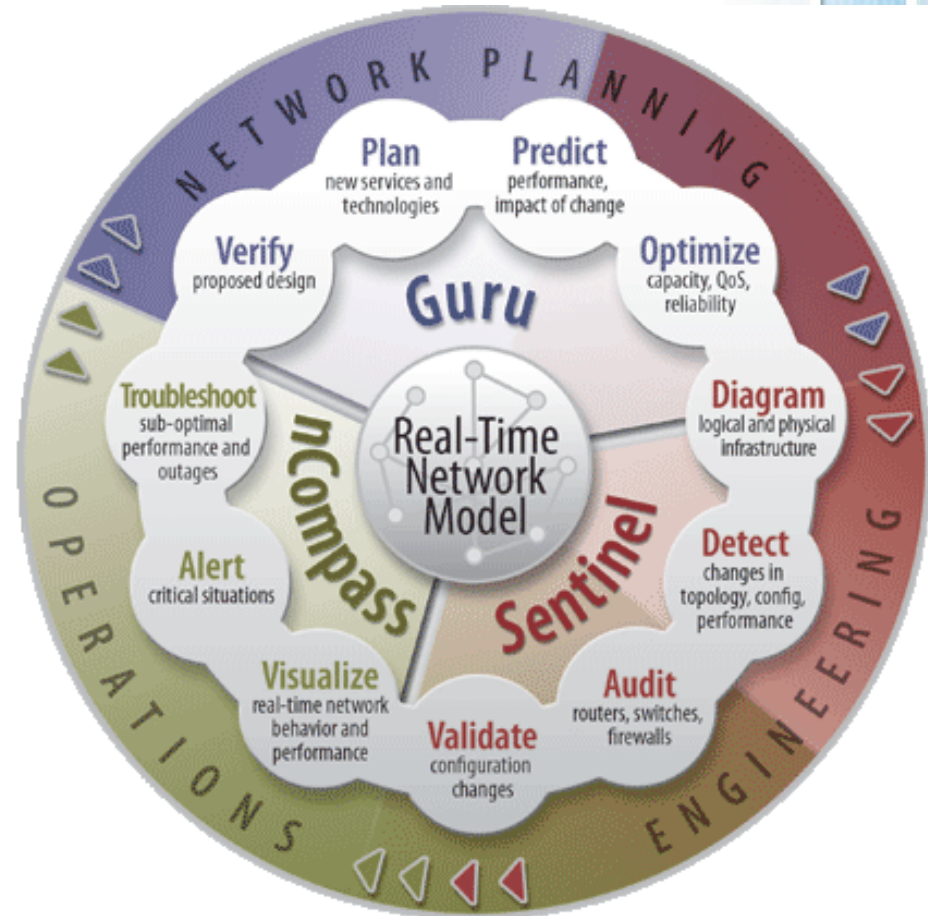 NETWORK PLANNING
Plan
new services and
technologies
Predict
performance,
impact of change
Verify
proposed design
Optimize
capacity, QoS,
reliability
Guru
Troubleshoot
sub-optimal
performance and
outages
Diagram
logical and physical
infrastructure
nCompass
Real-Time
Network
Model
Sentinel
Alert
critical situations
Detect
changes in
topology, config,
performance
Visualize
real-time network
behavior and
performance
Audit
routers, switches,
firewalls
Validate
configuration
changes
OPERATIONS
ENGINEERING